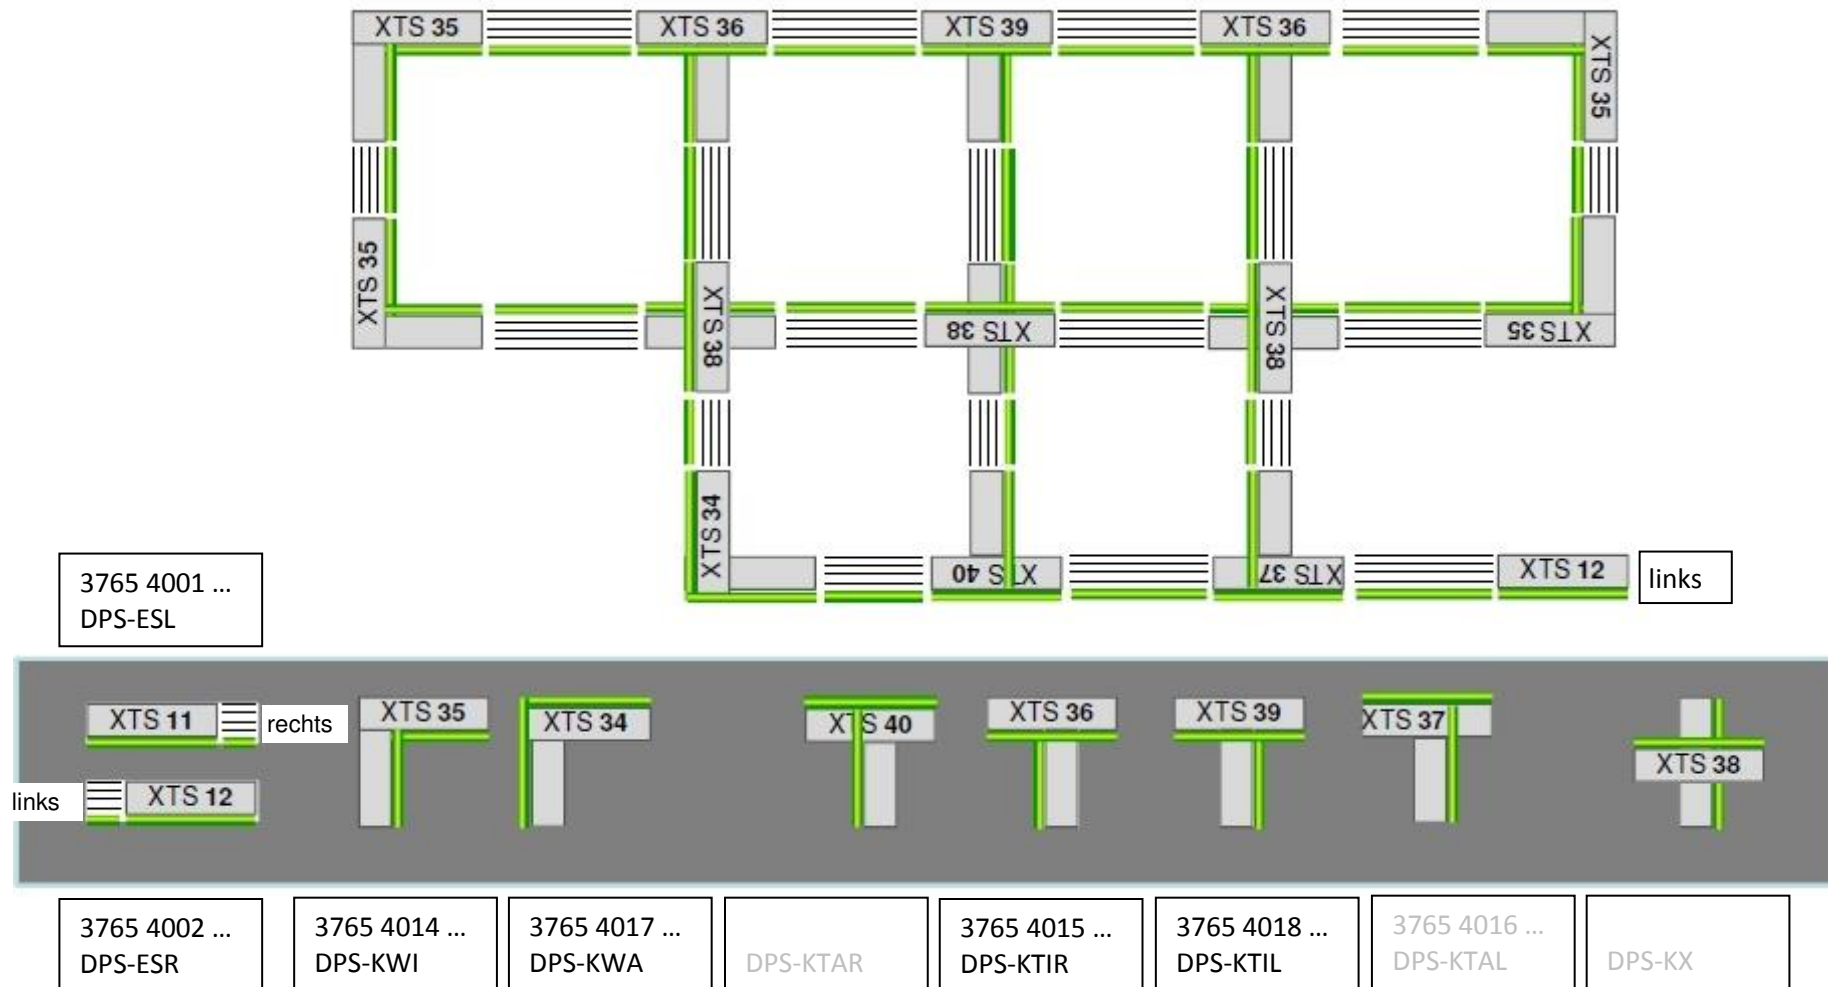 XTS 35
XTS 36
XTS 39
XTS 36
XTS 35
XTS 35
XTS 38
XTS 38
XTS 38
XTS 35
XTS 34
XTS 40
XTS 37
XTS 12
links
3765 4001 ...
DPS-ESL
XTS 11
rechts
XTS 35
XTS 34
XTS 40
XTS 36
XTS 39
XTS 37
XTS 38
links
XTS 12
3765 4002 ...
DPS-ESR
3765 4014 ...
DPS-KWI
3765 4017 ...
DPS-KWA
DPS-KTAR
3765 4015 ...
DPS-KTIR
3765 4018 ...
DPS-KTIL
3765 4016 ...
DPS-KTAL
DPS-KX